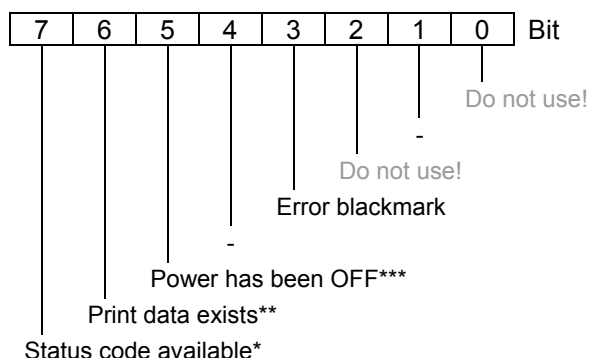 7 6 5 4 3 2 1 0 Bit
Do not use!
-
Do not use!
Error blackmark
-
Power has been OFF***
Print data exists**
Status code available*